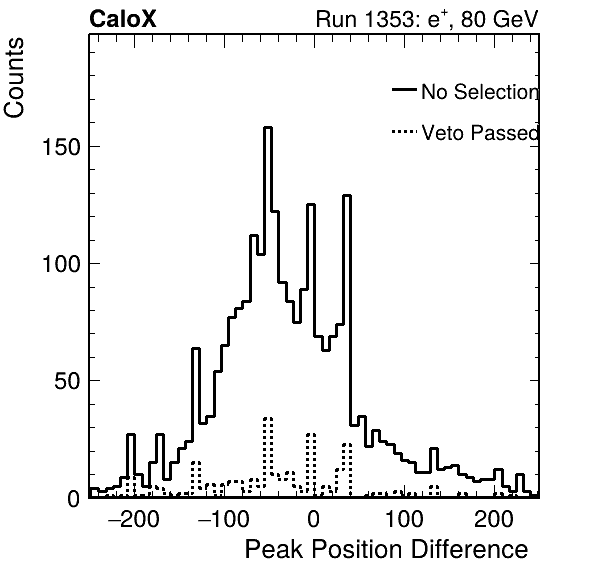 CaloX Run 1353: e⁺, 80 GeV
Counts
No Selection
Veto Passed
150
100
50
0
−200 −100 0 100 200
Peak Position Difference